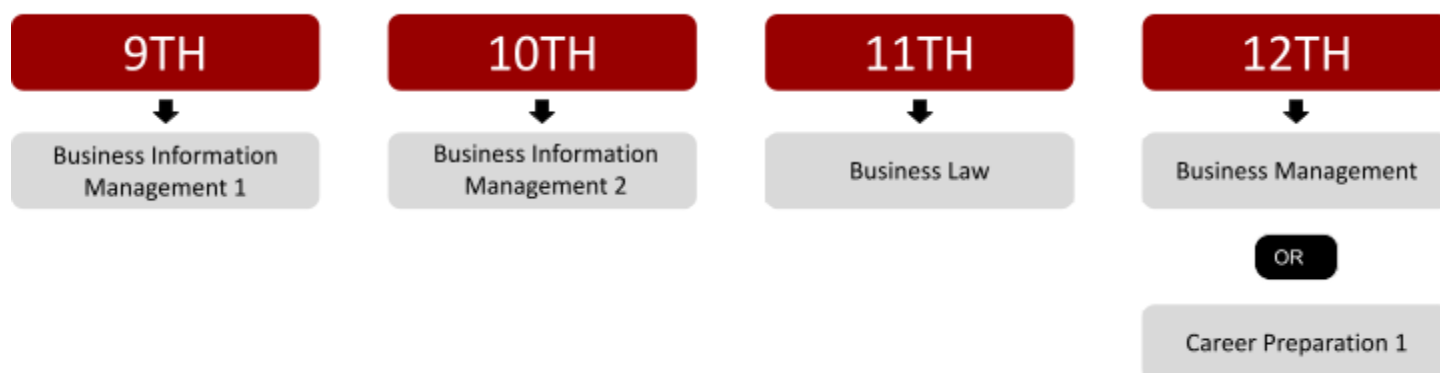 9TH
10TH
11TH
12TH
Business Information
Management 1
Business Information
Management 2
Business Law
Business Management
OR
Career Preparation 1